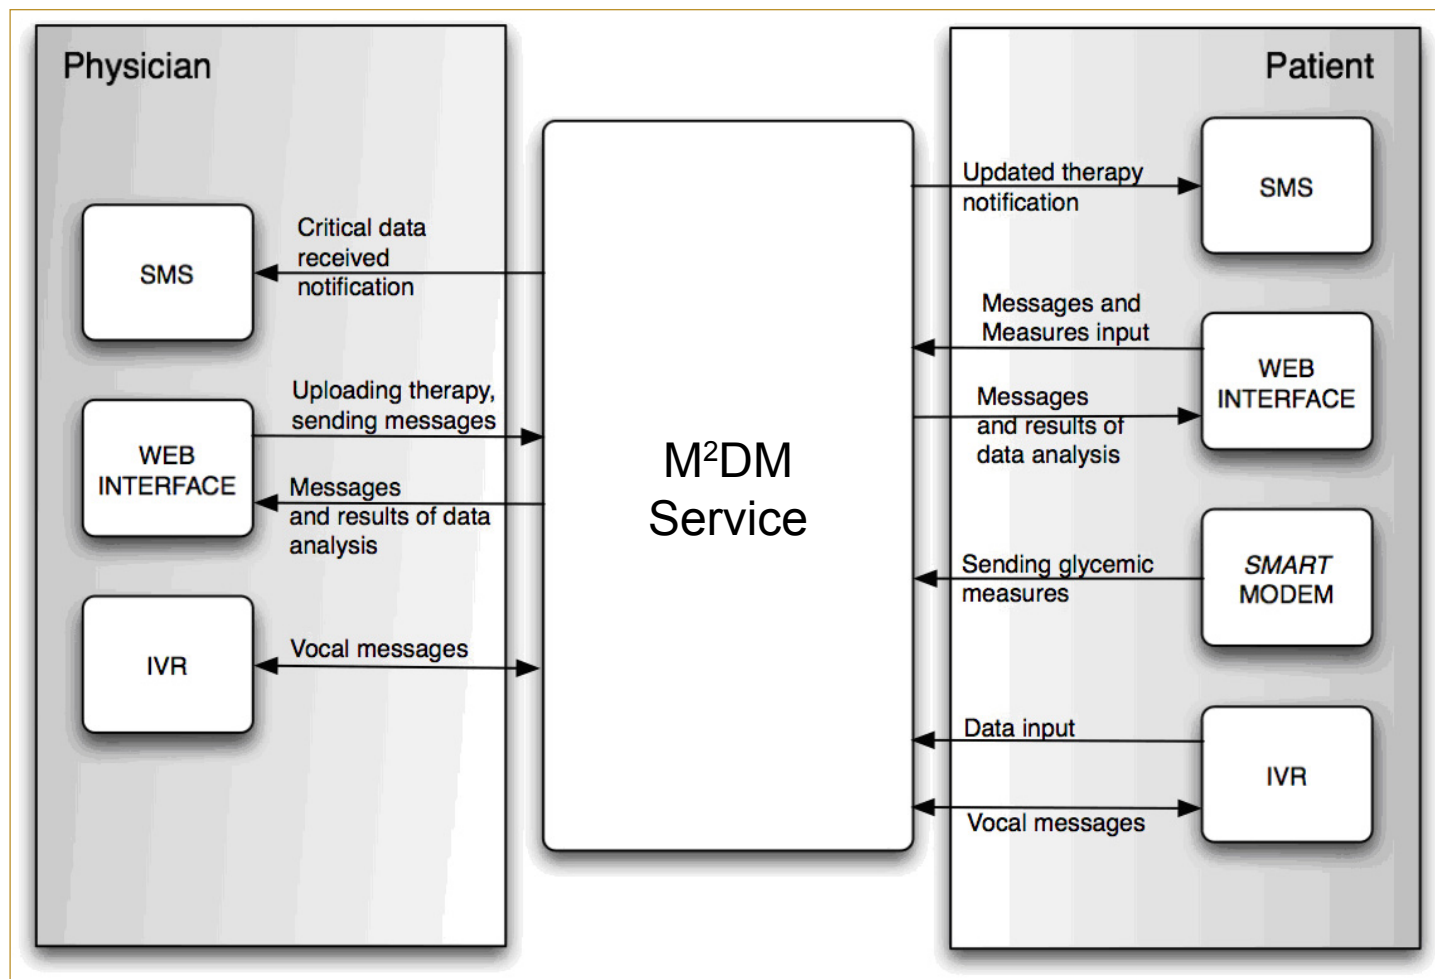 Physician
SMS
Critical data
received
notification
WEB
INTERFACE
Uploading therapy,
sending messages
Messages
and results of data
analysis
IVR
Vocal messages
M²DM
Service
Patient
Updated therapy
notification
SMS
Messages and
Measures input
Messages
and results of
data analysis
WEB
INTERFACE
Sending glycemic
measures
SMART
MODEM
Data input
Vocal messages
IVR